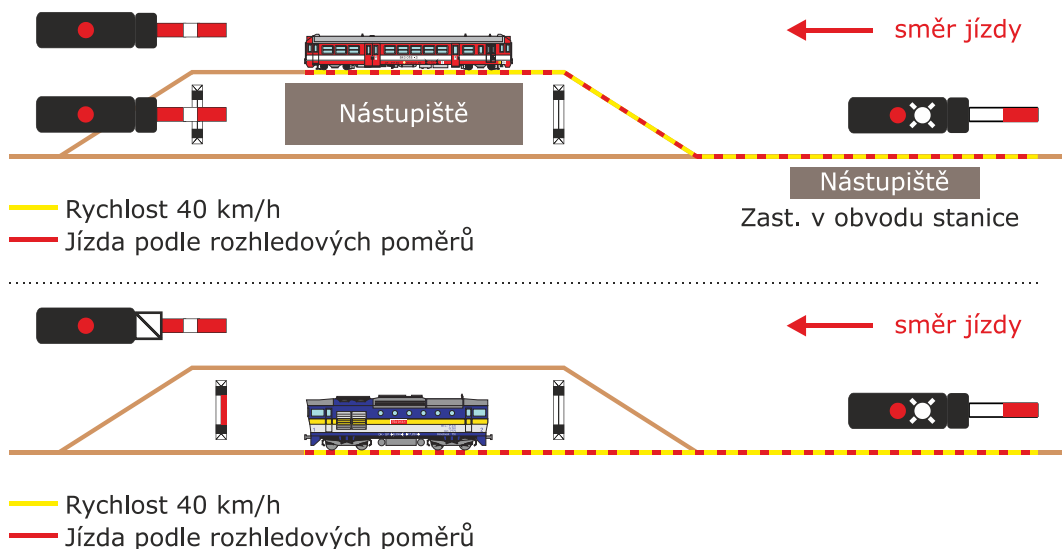 směr jízdy
Nástupiště
Nástupiště
Rychlost 40 km/h
Zast. v obvodu stanice
Jízda podle rozhledových poměrů
směr jízdy
Rychlost 40 km/h
Jízda podle rozhledových poměrů